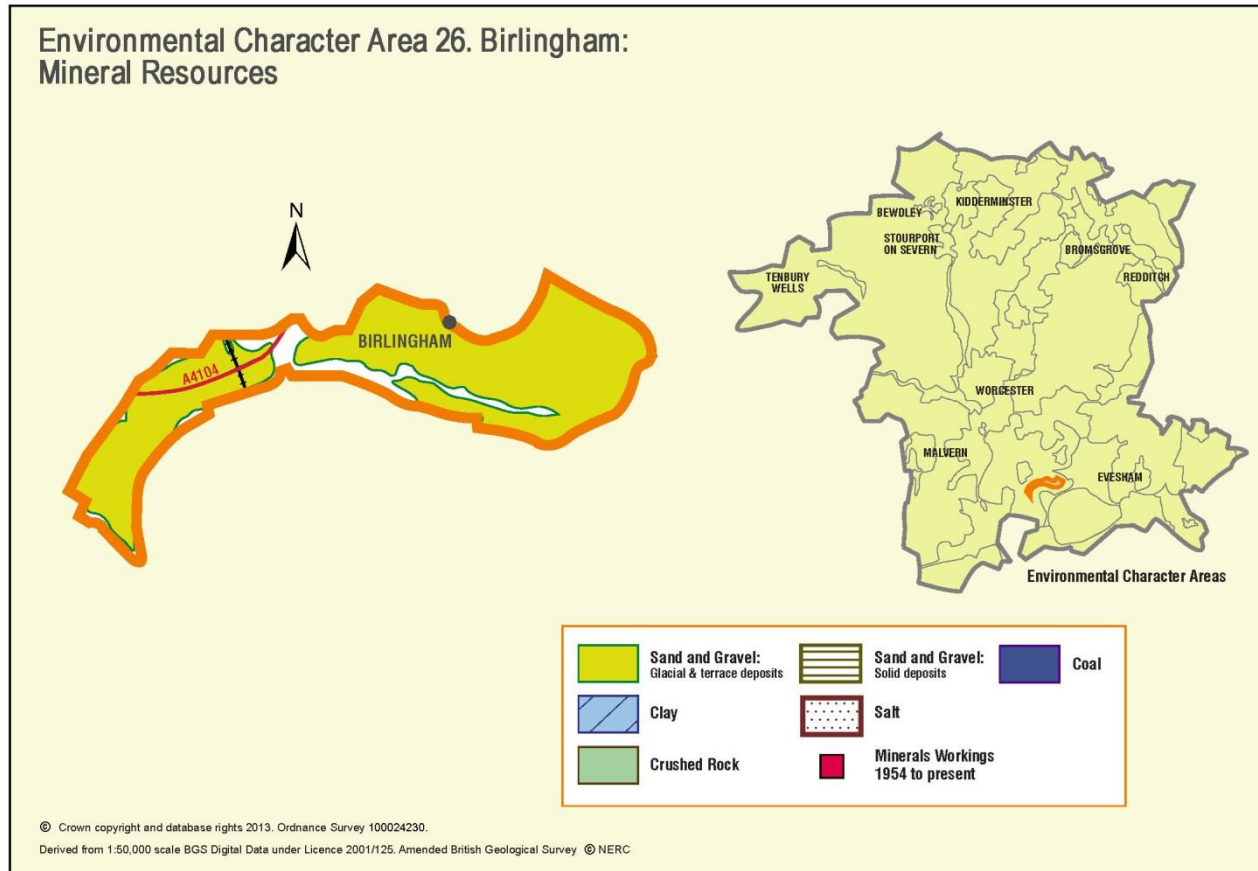 Environmental Character Area 26. Birlingham:
Mineral Resources
N
BIRLINGHAM
A4104
KIDDERMINSTER
BEWDLEY
STOURPORT
ON SEVERN
BROMSGROVE
REDDITCH
TENBURY
WELLS
WORCESTER
MALVERN
EVESHAM
Environmental Character Areas
Sand and Gravel:
Glacial & terrace deposits
Sand and Gravel:
Solid deposits
Coal
Clay
Salt
Crushed Rock
Minerals Workings
1954 to present
© Crown copyright and database rights 2013. Ordnance Survey 100024230.
Derived from 1:50,000 scale BGS Digital Data under Licence 2001/125. Amended British Geological Survey © NERC